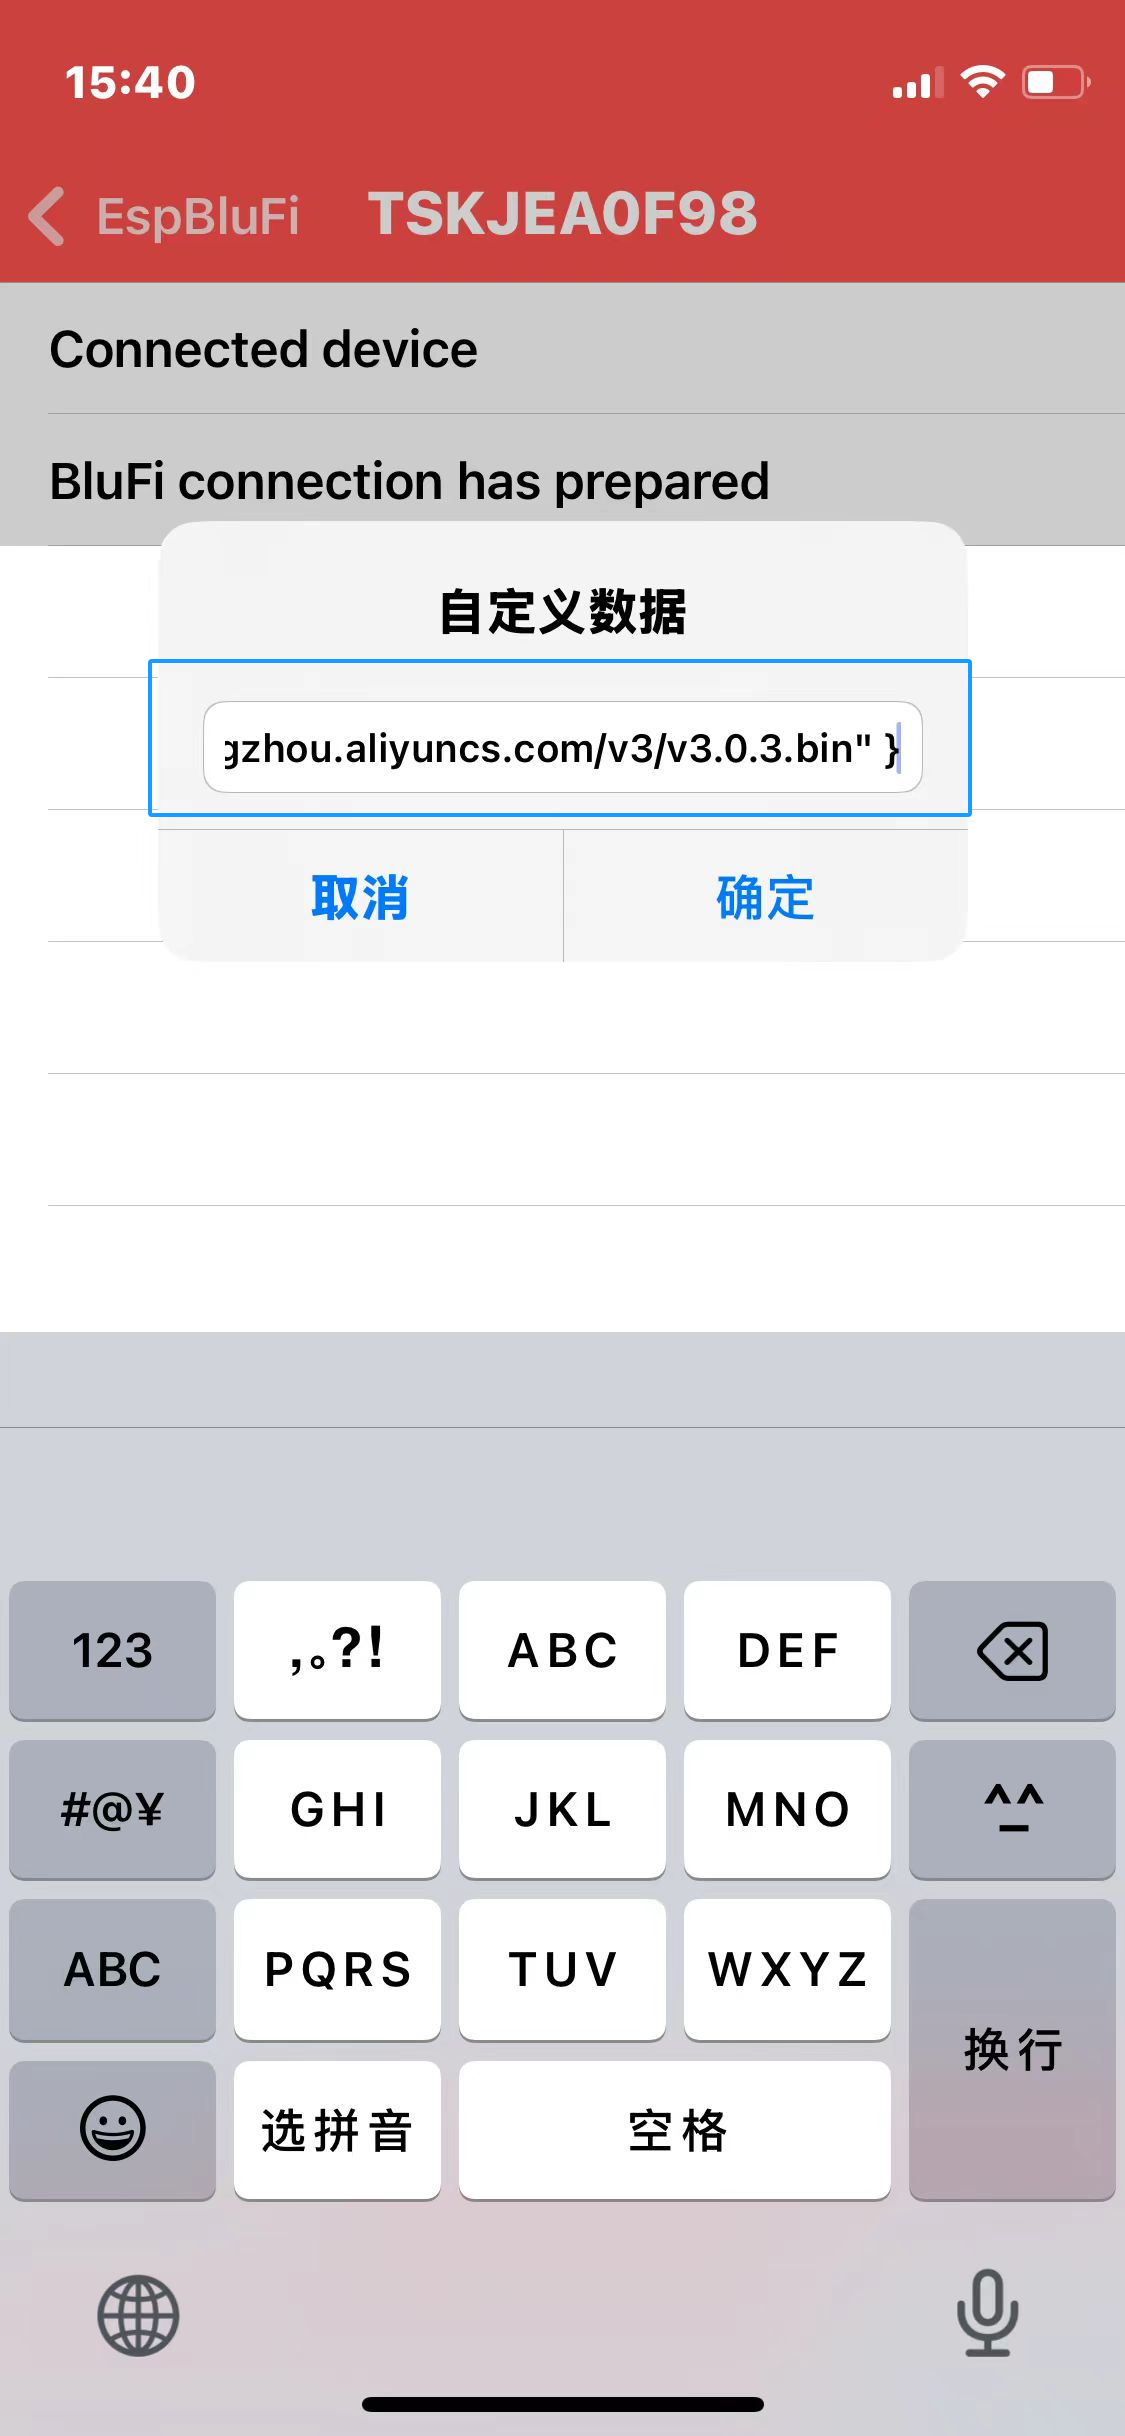 15:40
EspBluFi TSKJEA0F98
Connected device
BluFi connection has prepared
自定义数据
gzhou.aliyuncs.com/v3/v3.0.3.bin" }
取消 确定
123 ,。?! ABC DEF
#@¥ GHI JKL MNO ^^
ABC PQRS TUV WXYZ
换行
选拼音 空格